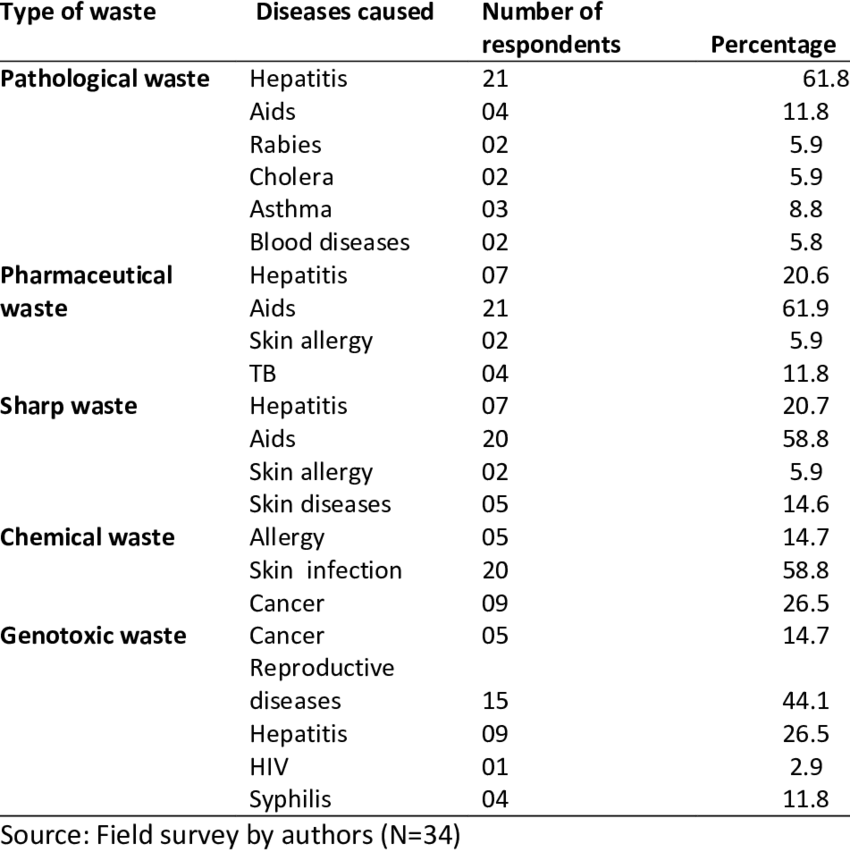 Type of waste Diseases caused Number of respondents Percentage
Pathological waste Hepatitis 21 61.8
Aids 04 11.8
Rabies 02 5.9
Cholera 02 5.9
Asthma 03 8.8
Blood diseases 02 5.8
Pharmaceutical Hepatitis 07 20.6
waste Aids 21 61.9
Skin allergy 02 5.9
TB 04 11.8
Sharp waste Hepatitis 07 20.7
Aids 20 58.8
Skin allergy 02 5.9
Skin diseases 05 14.6
Chemical waste Allergy 05 14.7
Skin infection 20 58.8
Cancer 09 26.5
Genotoxic waste Cancer 05 14.7
Reproductive
diseases 15 44.1
Hepatitis 09 26.5
HIV 01 2.9
Syphilis 04 11.8
Source: Field survey by authors (N=34)